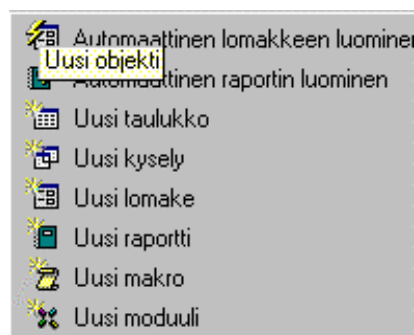 Automaattinen lomakkeen luominen
Uusi objekti
Automaattinen raportin luominen
Uusi taulukko
Uusi kysely
Uusi lomake
Uusi raportti
Uusi makro
Uusi moduuli